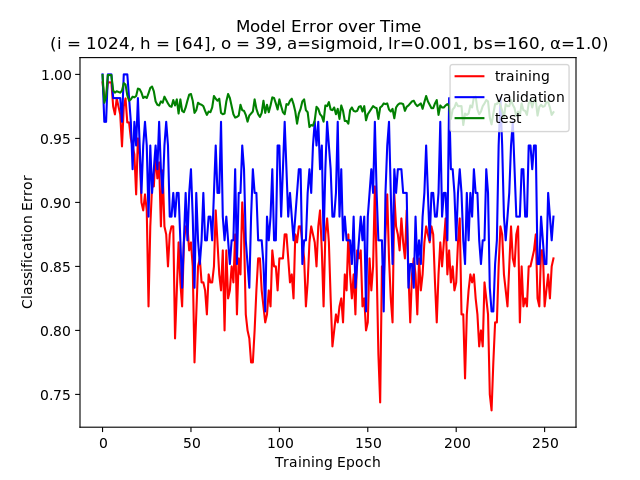 Model Error over Time
(i = 1024, h = [64], o = 39, a=sigmoid, lr=0.001, bs=160, α=1.0)
training
validation
test
1.00
0.95
0.90
0.85
0.80
0.75
Classification Error
0 50 100 150 200 250
Training Epoch